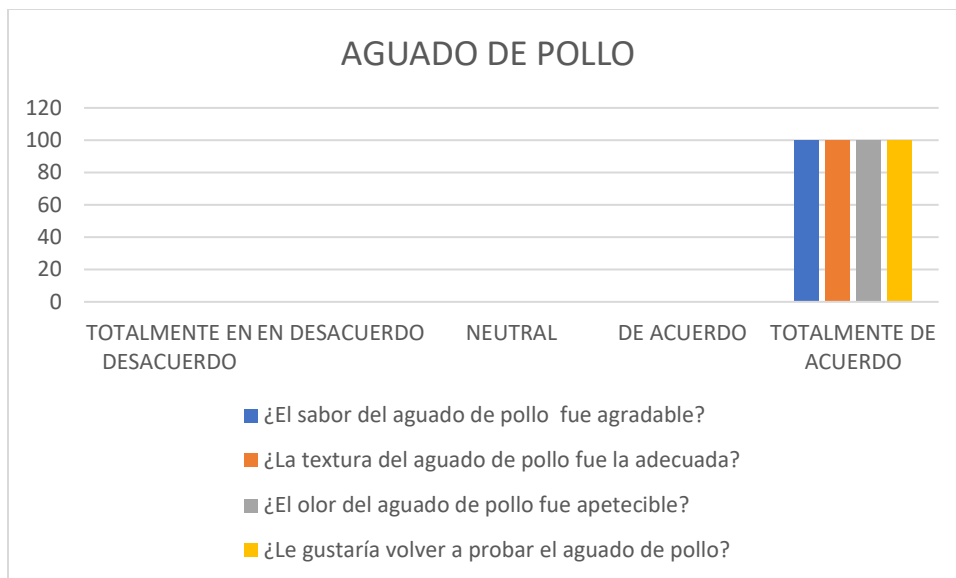 AGUADO DE POLLO
120
100
80
60
40
20
0
TOTALMENTE EN DESACUERDO
EN DESACUERDO
NEUTRAL
DE ACUERDO
TOTALMENTE DE ACUERDO
¿El sabor del aguado de pollo  fue agradable?
¿La textura del aguado de pollo fue la adecuada?
¿El olor del aguado de pollo fue apetecible?
¿Le gustaría volver a probar el aguado de pollo?